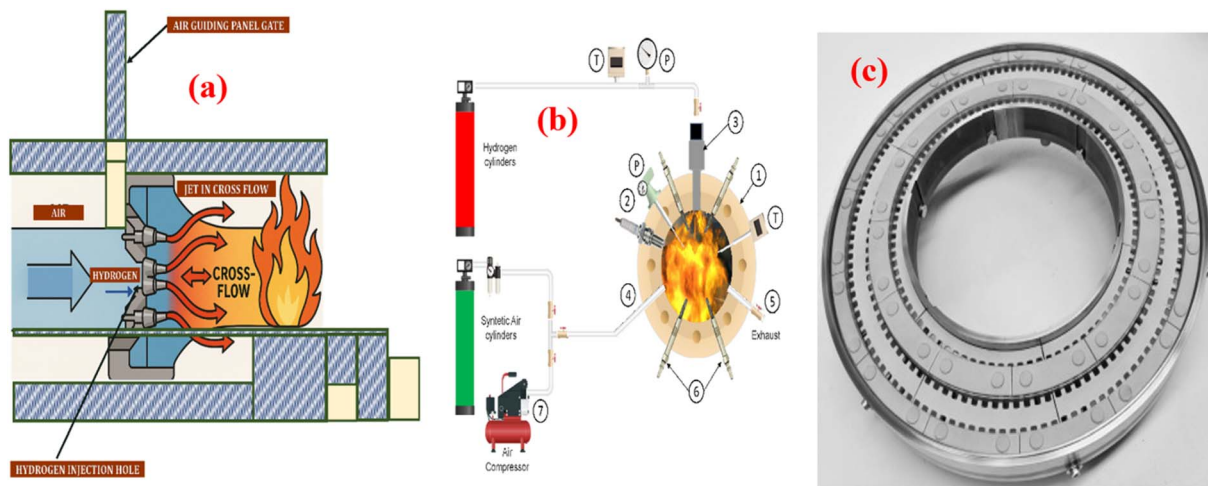 AIR GUIDING PANEL GATE
(a)
JET IN CROSS FLOW
AIR
HYDROGEN
CROSS-
FLOW
HYDROGEN INJECTION HOLE
(b)
T
P
3
Hydrogen
cylinders
P
2
1
T
4
5
Exhaust
Syntetic Air
cylinders
6
7
Air
Compressor
(c)